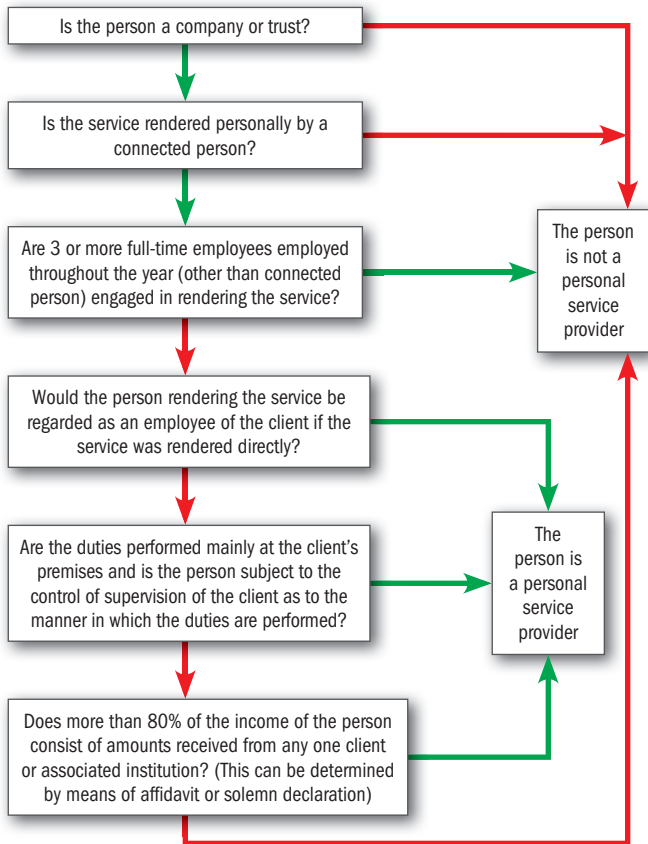 Is the person a company or trust?
Is the service rendered personally by a
connected person?
Are 3 or more full-time employees employed
throughout the year (other than connected
person) engaged in rendering the service?
The person
is not a
personal
service
provider
Would the person rendering the service be
regarded as an employee of the client if the
service was rendered directly?
Are the duties performed mainly at the client's
premises and is the person subject to the
control of supervision of the client as to the
manner in which the duties are performed?
The
person is
a personal
service
provider
Does more than 80% of the income of the person
consist of amounts received from any one client
or associated institution? (This can be determined
by means of affidavit or solemn declaration)